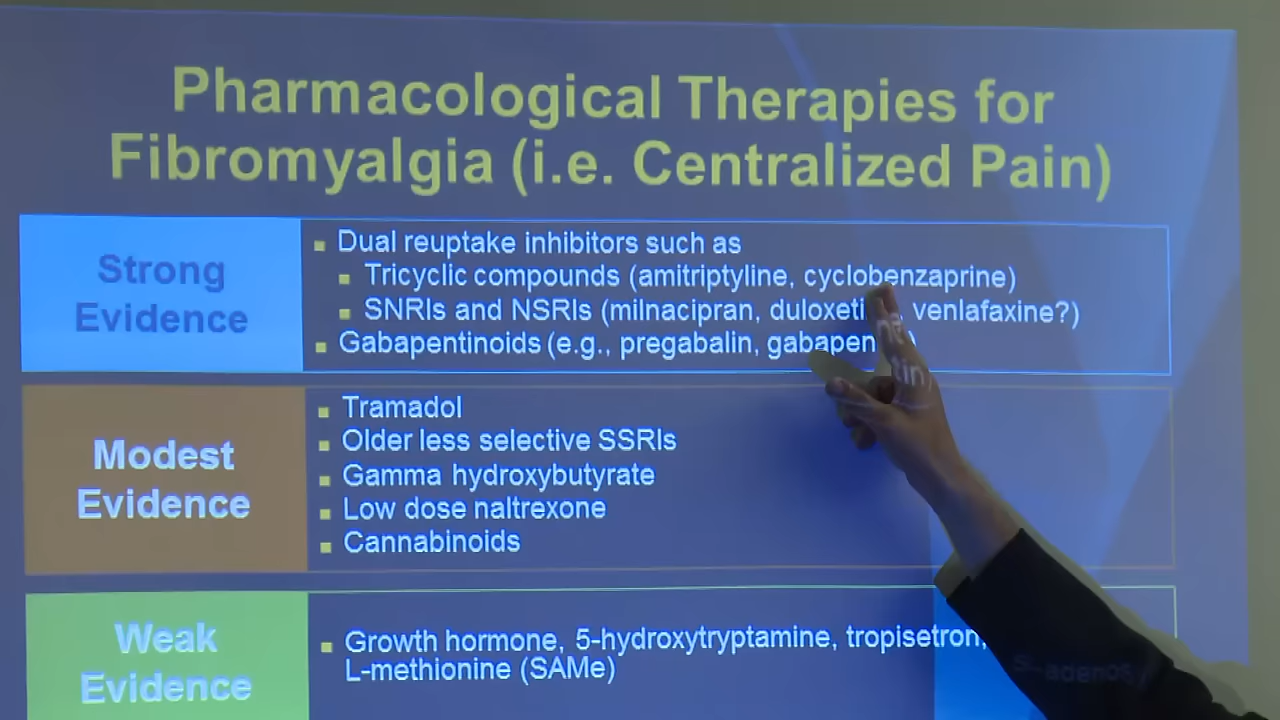 Pharmacological Therapies for
Fibromyalgia (i.e. Centralized Pain)
Strong
Evidence
Dual reuptake inhibitors such as
Tricyclic compounds (amitriptyline, cyclobenzaprine)
SNRIs and NSRIs (milnacipran, duloxetine, venlafaxine?)
Gabapentinoids (e.g., pregabalin, gabapentin)
Modest
Evidence
Tramadol
Older less selective SSRIs
Gamma hydroxybutyrate
Low dose naltrexone
Cannabinoids
Weak
Evidence
Growth hormone, 5-hydroxytryptamine, tropisetron,
L-methionine (SAMe)